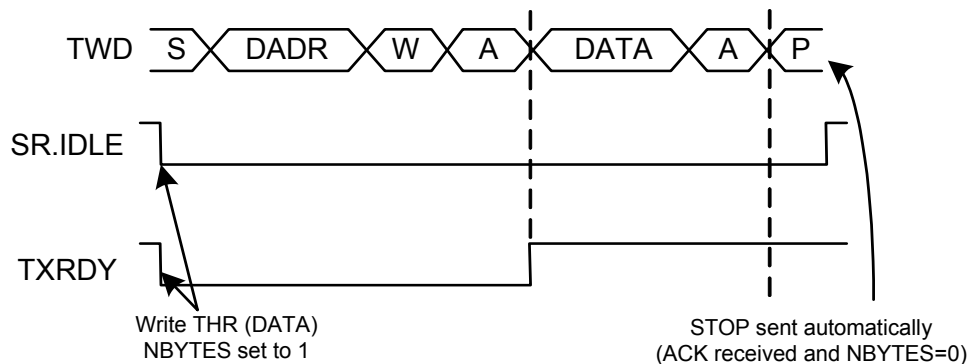 TWD S DADR W A DATA A P
SR.IDLE
TXRDY
Write THR (DATA)
NBYTES set to 1
STOP sent automatically
(ACK received and NBYTES=0)